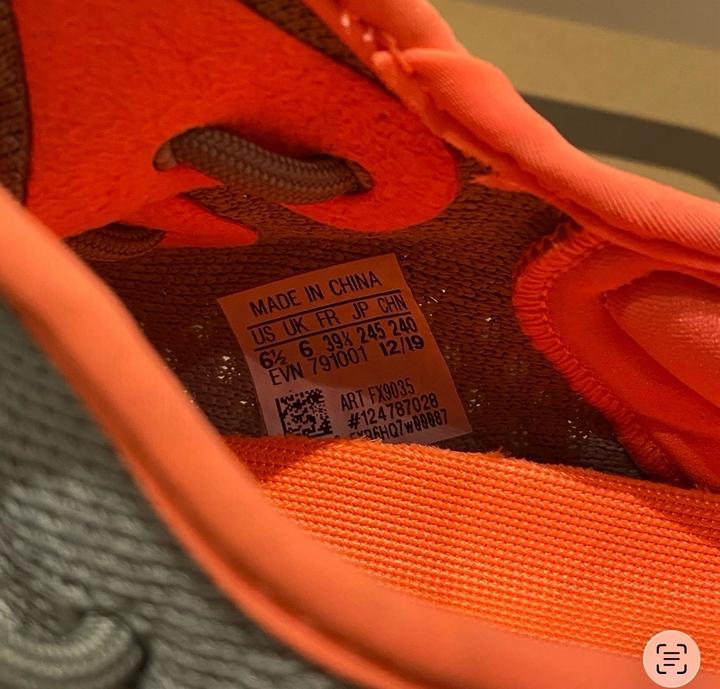 MADE IN CHINA
US UK FR JP CHN
6½ 6 39⅓ 245 240
EVN 791001 12/19
ART FX9035
#124787028